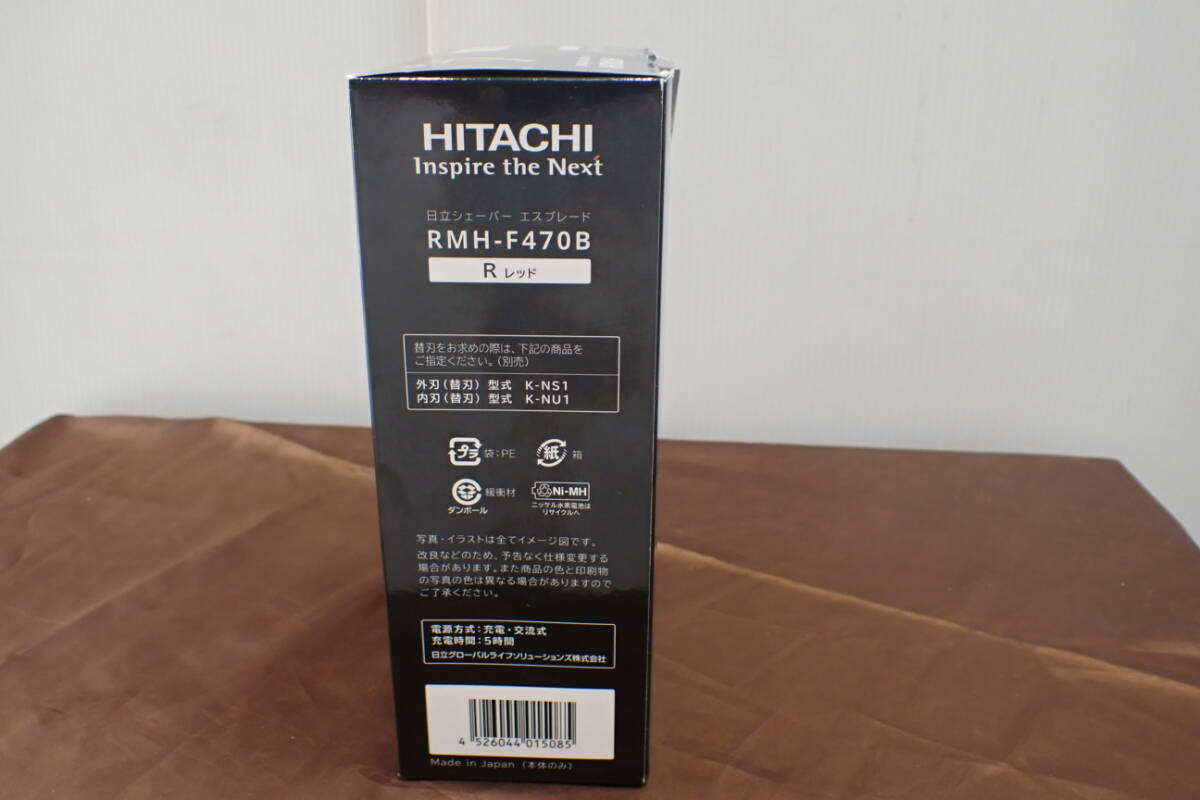 HITACHI
Inspire the Next
日立シェーバー エスブレード
RMH-F470B
R レッド
替刃をお求めの際は、下記の商品を
ご指定ください。(別売)
外刃(替刃) 型式 K-NS1
内刃(替刃) 型式 K-NU1
プラ 袋:PE
紙 箱
緩衝材
ダンボール
Ni-MH
ニッケル水素電池は
リサイクルへ
写真・イラストは全てイメージ図です。
改良などのため、予告なく仕様変更する
場合があります。また商品の色と印刷物
の写真の色は異なる場合がありますので
ご了承ください。
電源方式:充電・交流式
充電時間:5時間
日立グローバルライフソリューションズ株式会社
4 526044 015085
Made in Japan (本体のみ)